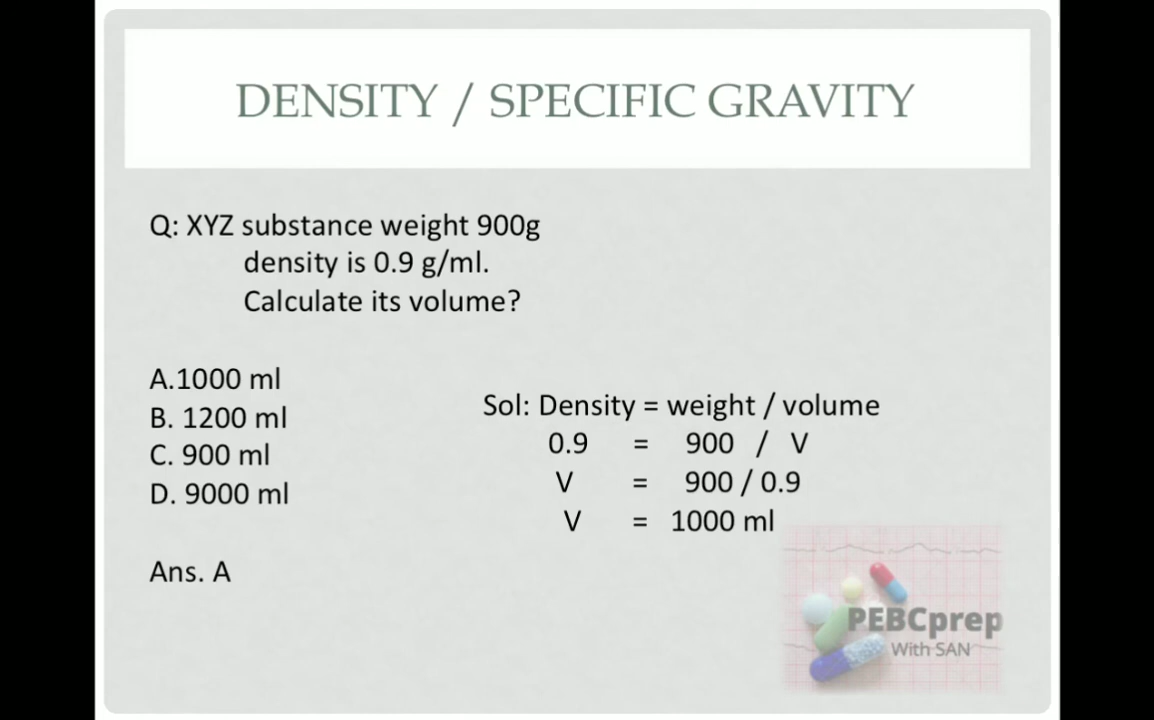 DENSITY / SPECIFIC GRAVITY
Q: XYZ substance weight 900g
density is 0.9 g/ml.
Calculate its volume?
A.1000 ml
B. 1200 ml
C. 900 ml
D. 9000 ml
Ans. A
Sol: Density = weight / volume
0.9 = 900 / V
V = 900 / 0.9
V = 1000 ml
PEBCprep
With SAN